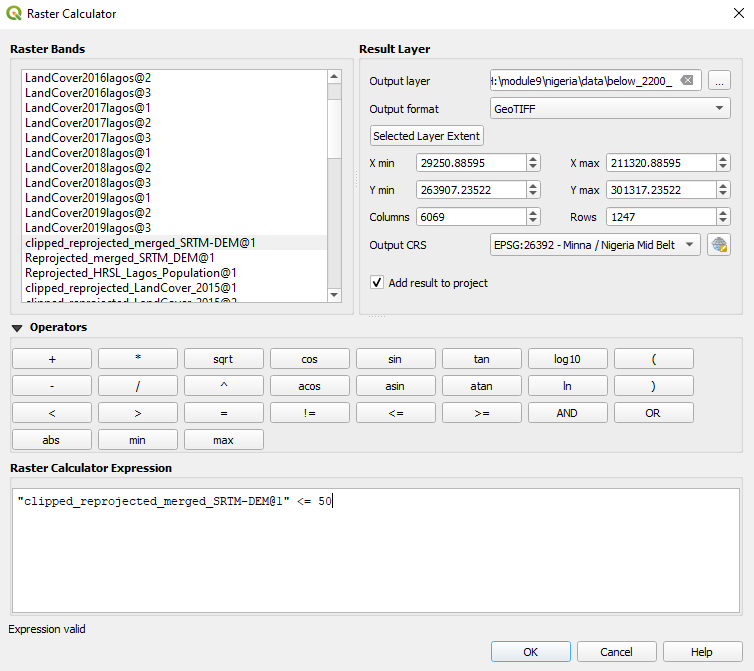 Raster Calculator
Raster Bands
LandCover2016lagos@2
LandCover2016lagos@3
LandCover2017lagos@1
LandCover2017lagos@2
LandCover2017lagos@3
LandCover2018lagos@1
LandCover2018lagos@2
LandCover2018lagos@3
LandCover2019lagos@1
LandCover2019lagos@2
LandCover2019lagos@3
clipped_reprojected_merged_SRTM-DEM@1
Reprojected_merged_SRTM_DEM@1
Reprojected_HRSL_Lagos_Population@1
clipped_reprojected_LandCover_2015@1
clipped_reprojected_LandCover_2015@2
Result Layer
Output layer H:\module9\nigeria\data\below_2200_ ...
Output format GeoTIFF
Selected Layer Extent
X min 29250.88595 X max 211320.88595
Y min 263907.23522 Y max 301317.23522
Columns 6069 Rows 1247
Output CRS EPSG:26392 - Minna / Nigeria Mid Belt
Add result to project
Operators
+ * sqrt cos sin tan log10 (
- / ^ acos asin atan ln )
< > = != <= >= AND OR
abs min max
Raster Calculator Expression
"clipped_reprojected_merged_SRTM-DEM@1" <= 50
Expression valid
OK Cancel Help